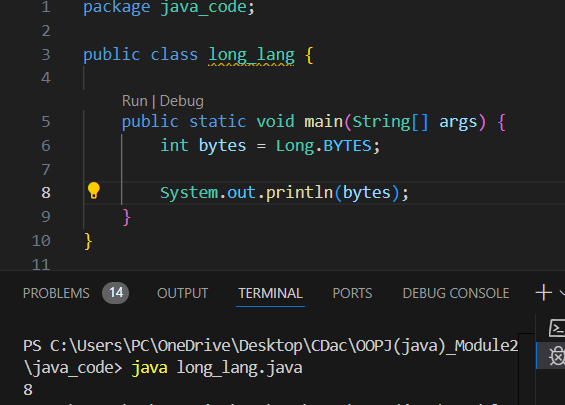 1 package java_code;
2
3 public class long_lang {
4
Run | Debug
5 public static void main(String[] args) {
6 int bytes = Long.BYTES;
7
8 System.out.println(bytes);
9 }
10 }
11
PROBLEMS 14 OUTPUT TERMINAL PORTS DEBUG CONSOLE
PS C:\Users\PC\OneDrive\Desktop\CDac\OOPJ(java)_Module2
\java_code> java long_lang.java
8